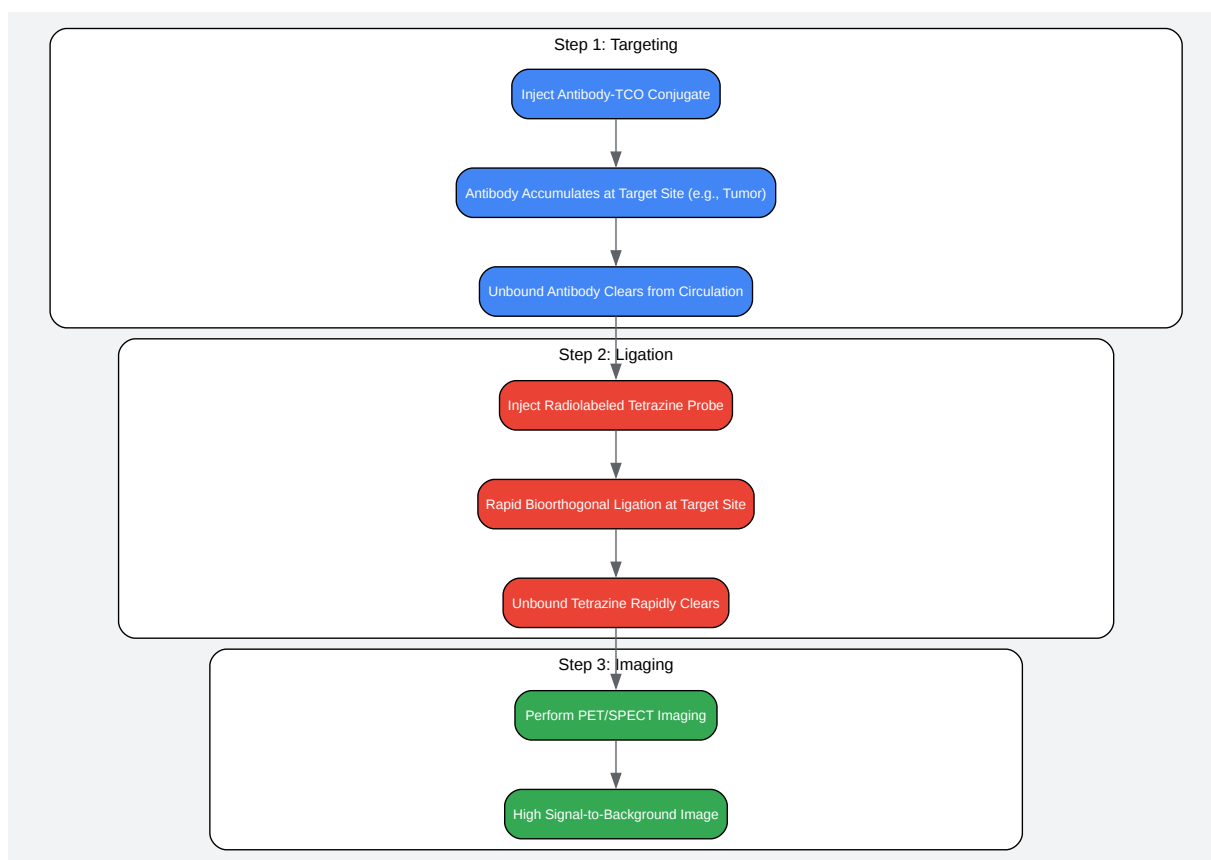 Step 1: Targeting
Inject Antibody-TCO Conjugate
Antibody Accumulates at Target Site (e.g., Tumor)
Unbound Antibody Clears from Circulation
Step 2: Ligation
Inject Radiolabeled Tetrazine Probe
Rapid Bioorthogonal Ligation at Target Site
Unbound Tetrazine Rapidly Clears
Step 3: Imaging
Perform PET/SPECT Imaging
High Signal-to-Background Image